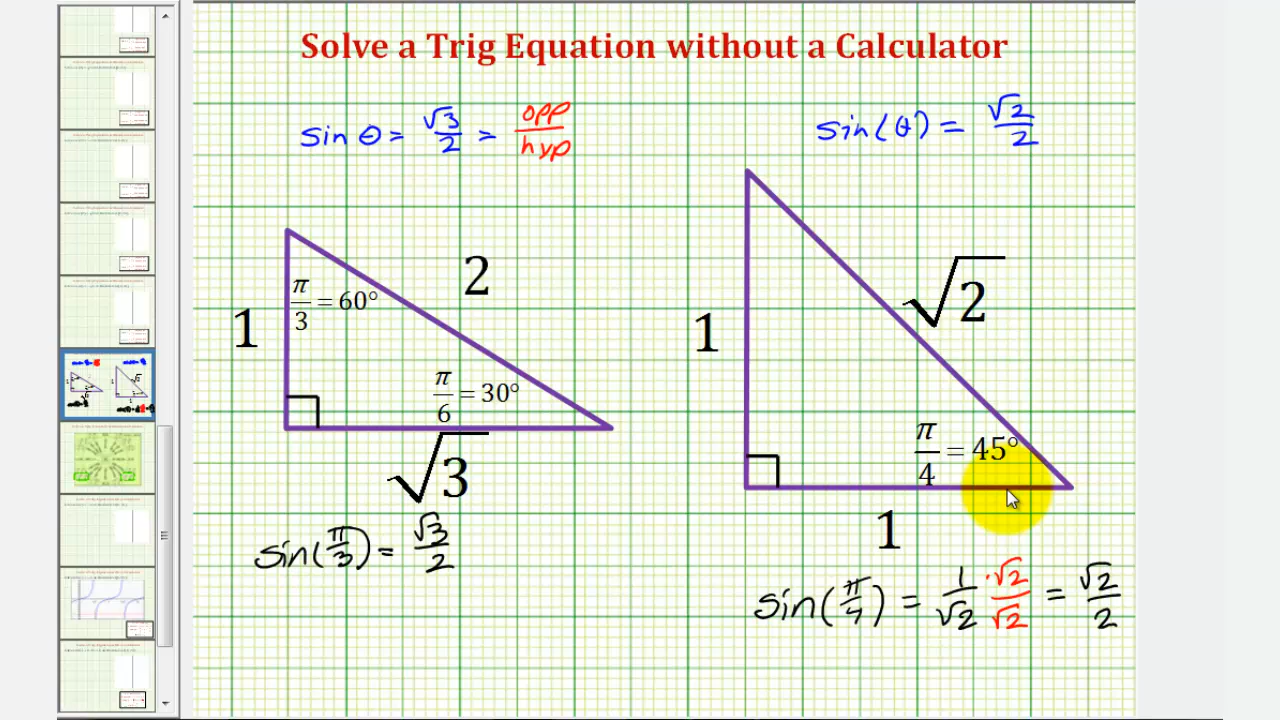 Solve a Trig Equation without a Calculator
sin θ = √3/2 = opp/hyp
sin(θ) = √2/2
π/3 = 60°
2
1
π/6 = 30°
√3
sin(π/3) = √3/2
√2
1
π/4 = 45°
1
sin(π/4) = 1/√2 · √2/√2 = √2/2